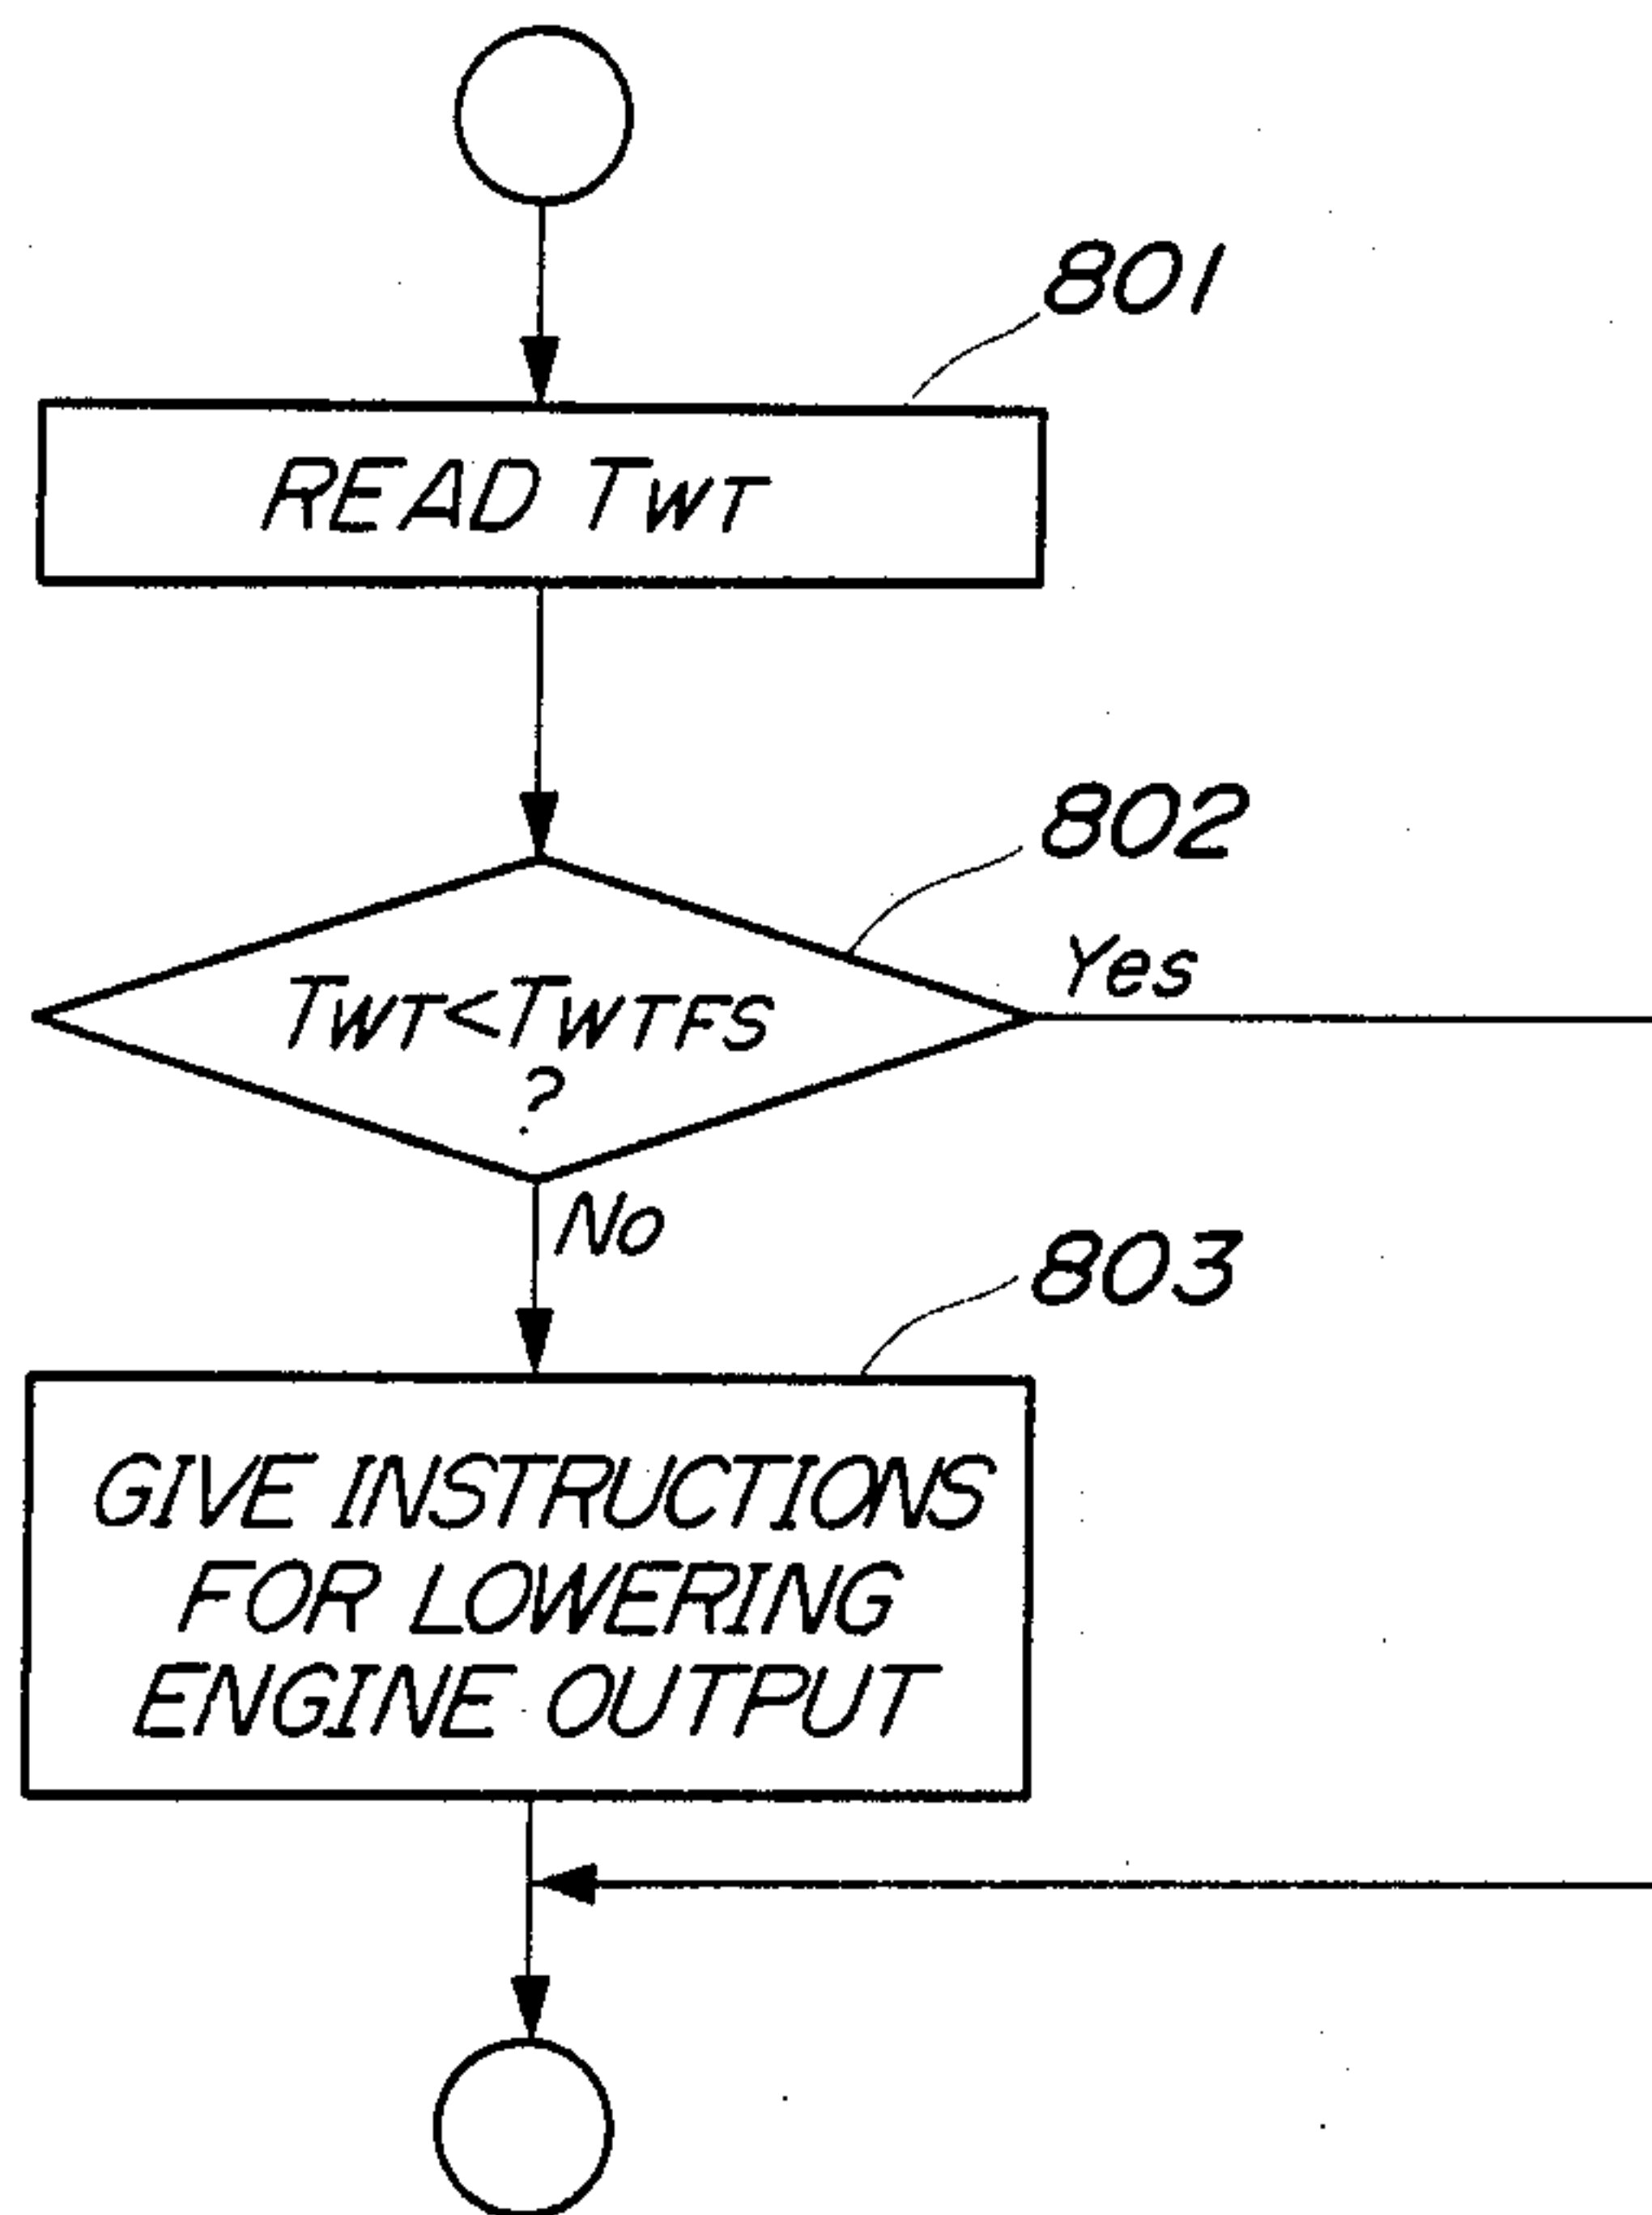 801
READ TWT
802
Yes
TWT<TWTFS
?
No
803
GIVE INSTRUCTIONS
FOR LOWERING
ENGINE OUTPUT